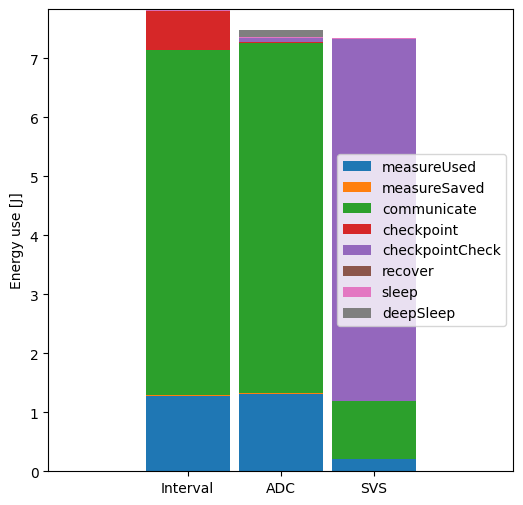 Energy use [J]
7
6
5
4
3
2
1
0
measureUsed
measureSaved
communicate
checkpoint
checkpointCheck
recover
sleep
deepSleep
Interval
ADC
SVS